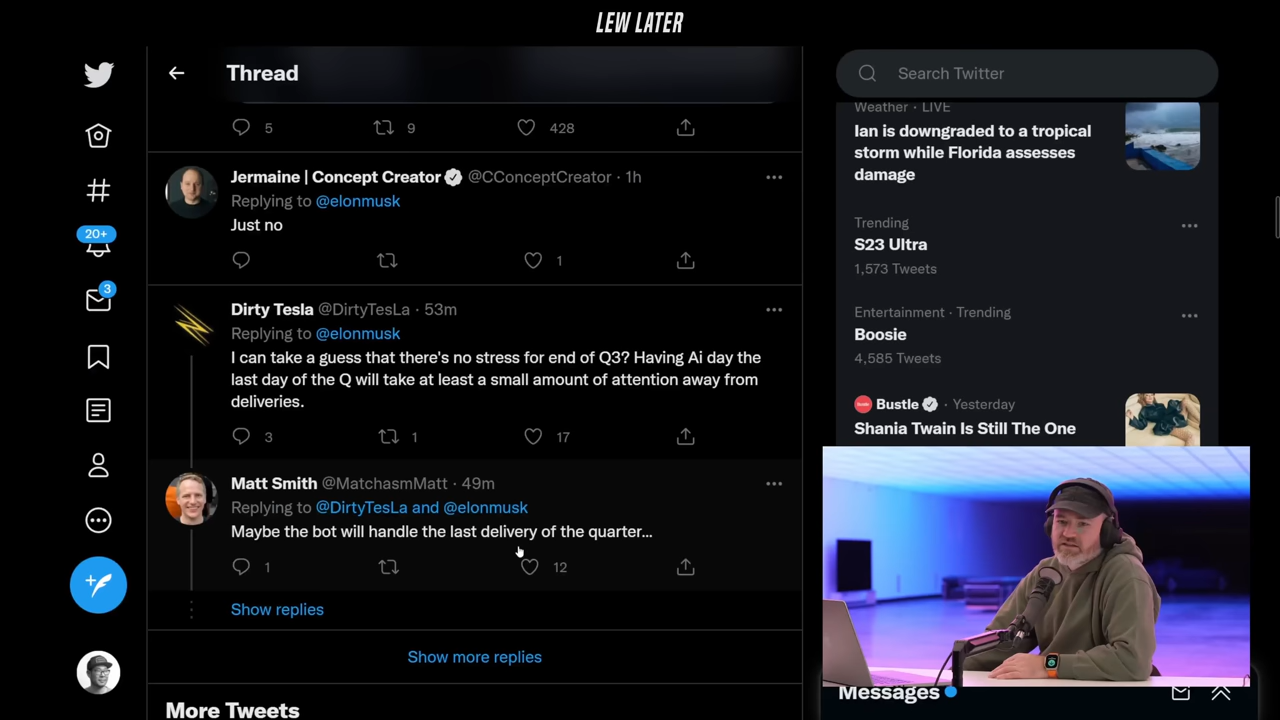 LEW LATER
Thread
Search Twitter
5 9 428
Jermaine | Concept Creator @CConceptCreator · 1h
Replying to @elonmusk
Just no
1
Dirty Tesla @DirtyTesLa · 53m
Replying to @elonmusk
I can take a guess that there's no stress for end of Q3? Having Ai day the
last day of the Q will take at least a small amount of attention away from
deliveries.
3 1 17
Matt Smith @MatchasmMatt · 49m
Replying to @DirtyTesLa and @elonmusk
Maybe the bot will handle the last delivery of the quarter...
1 12
Show replies
Show more replies
More Tweets
20+
3
Weather · LIVE
Ian is downgraded to a tropical
storm while Florida assesses
damage
Trending
S23 Ultra
1,573 Tweets
Entertainment · Trending
Boosie
4,585 Tweets
Bustle · Yesterday
Shania Twain Is Still The One
Messages